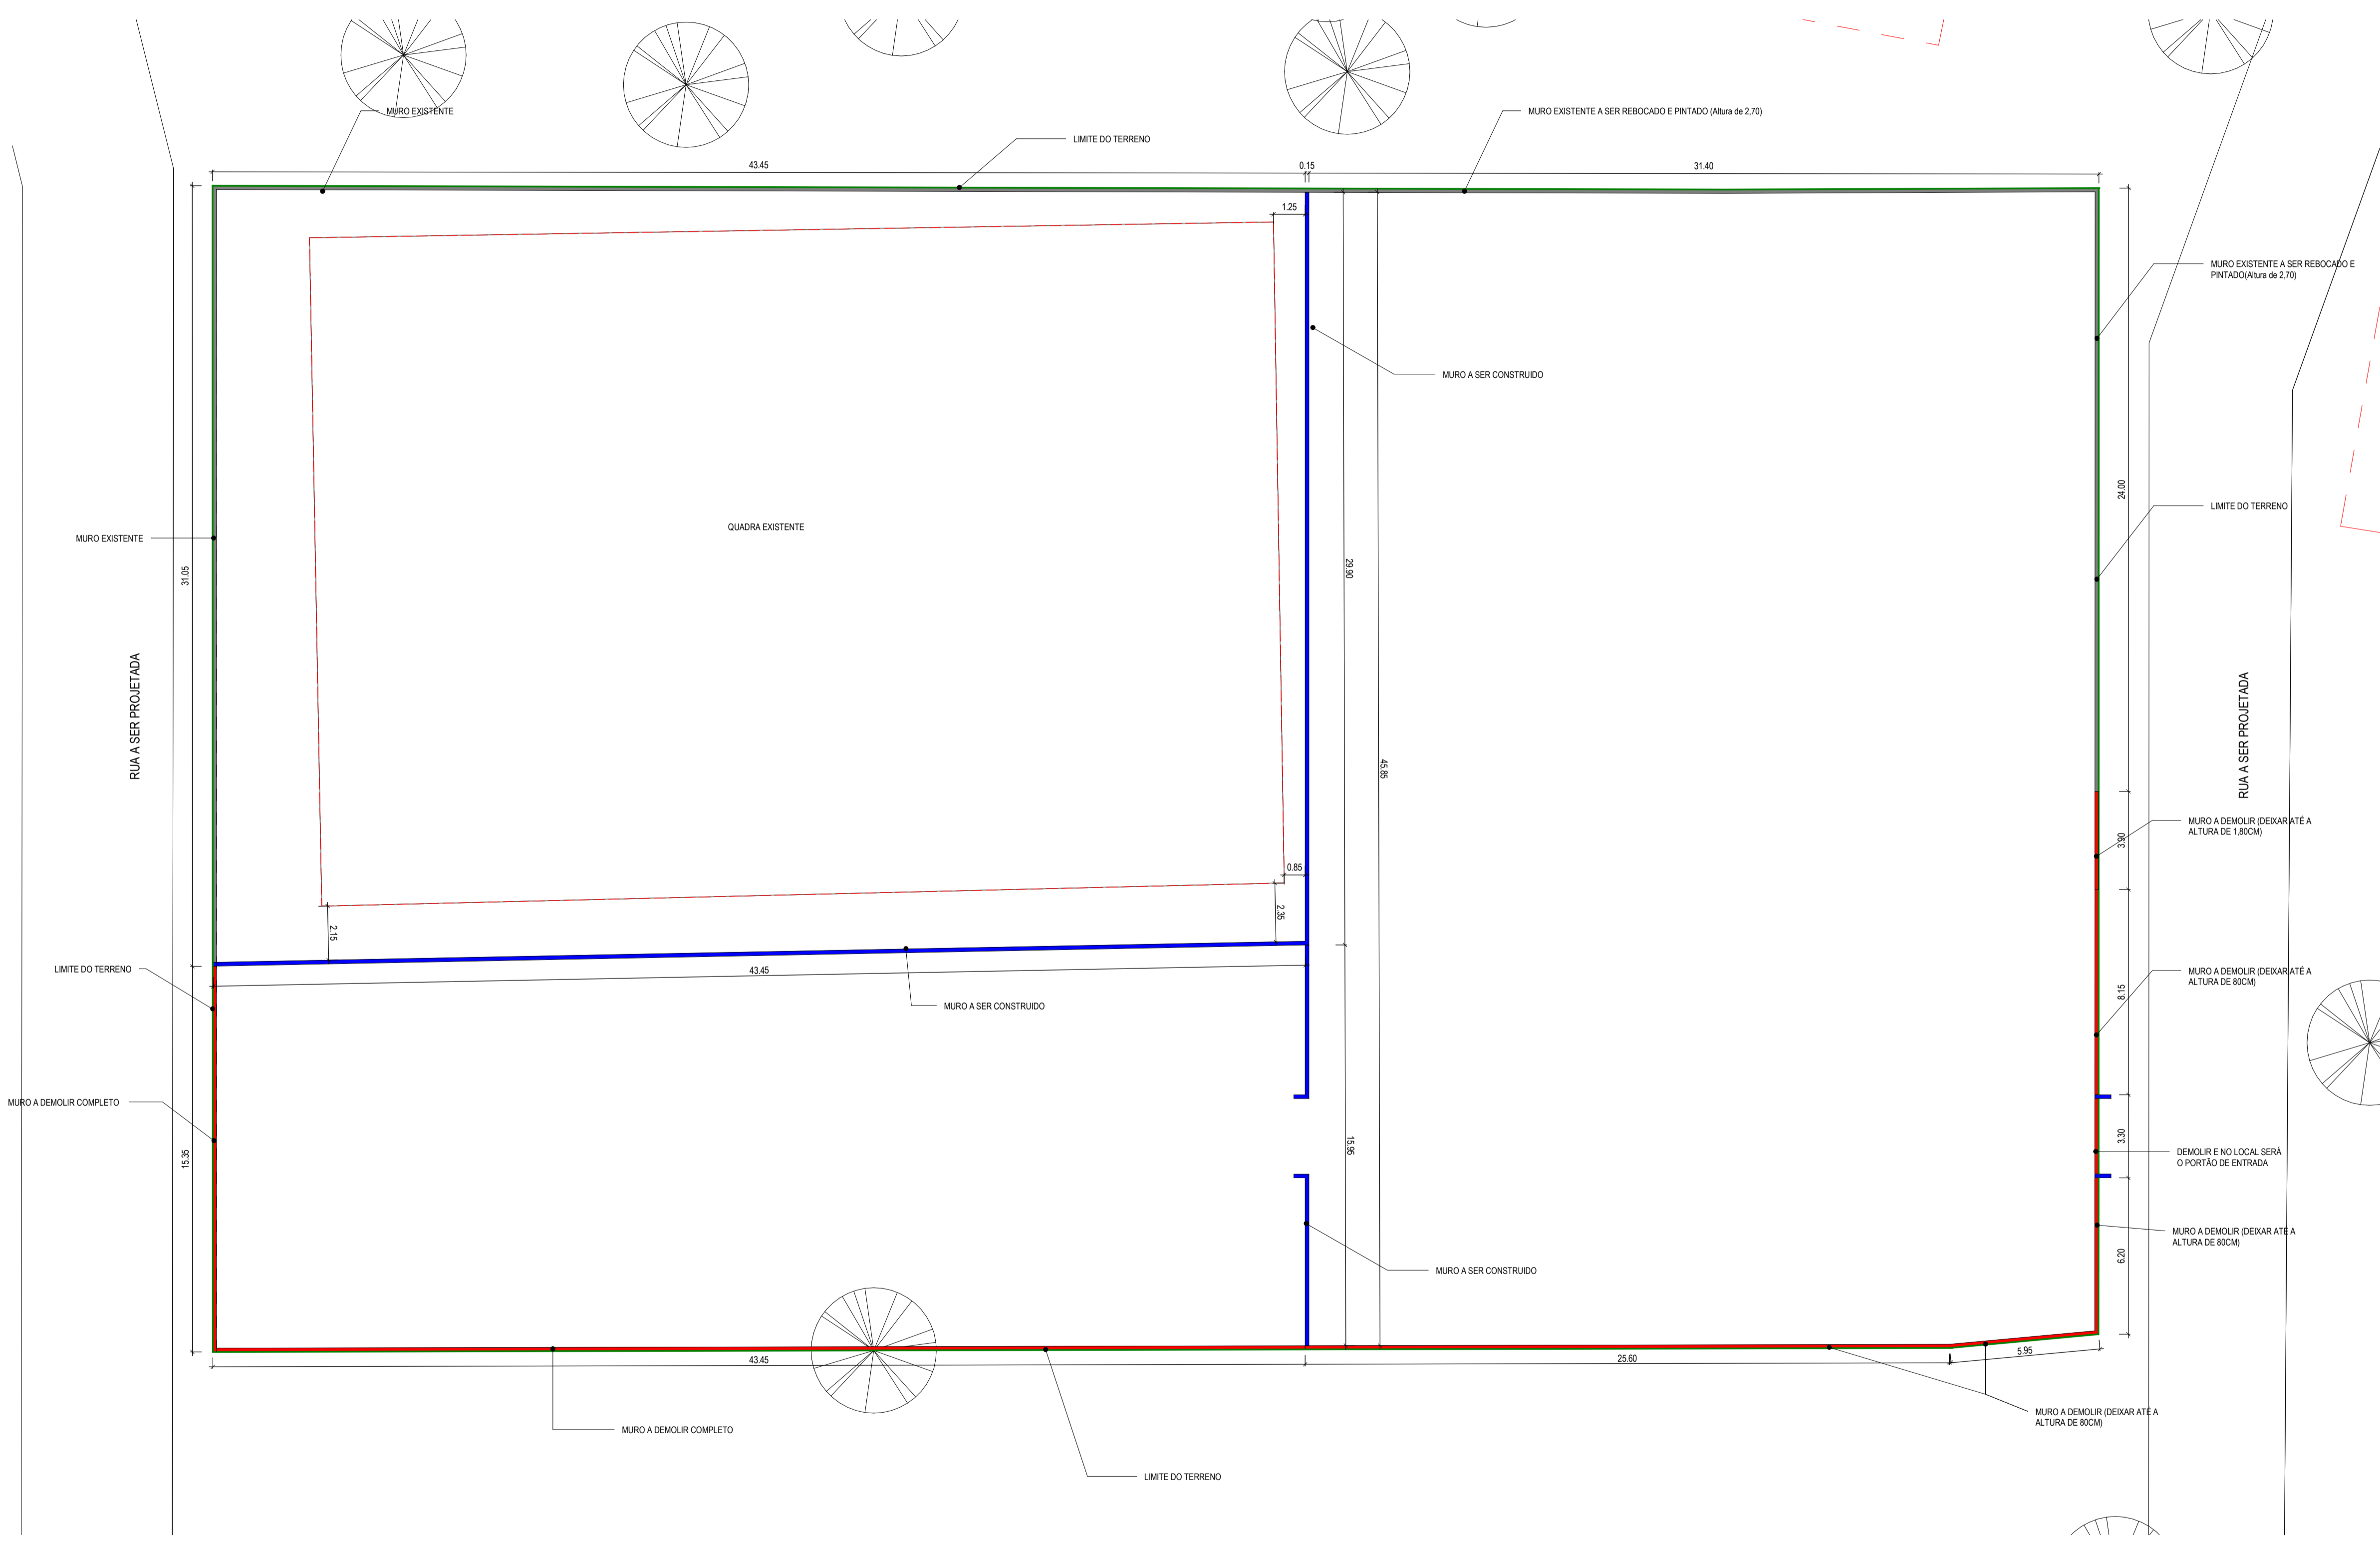 MURO EXISTENTE
MURO EXISTENTE A SER REBOCADO E PINTADO (Altura de 2,70)
LIMITE DO TERRENO
43.45
0.15
31.40
1.25
MURO EXISTENTE A SER REBOCADO E
PINTADO(Altura de 2,70)
MURO A SER CONSTRUIDO
24.00
LIMITE DO TERRENO
QUADRA EXISTENTE
MURO EXISTENTE
31.05
29.90
RUA A SER PROJETADA
RUA A SER PROJETADA
45.85
MURO A DEMOLIR (DEIXAR ATÉ A
ALTURA DE 1,80CM)
3.90
0.85
2.35
2.15
LIMITE DO TERRENO
43.45
MURO A DEMOLIR (DEIXAR ATÉ A
ALTURA DE 80CM)
8.15
MURO A SER CONSTRUIDO
MURO A DEMOLIR COMPLETO
15.35
15.95
3.30
DEMOLIR E NO LOCAL SERÁ
O PORTÃO DE ENTRADA
MURO A DEMOLIR (DEIXAR ATÉ A
ALTURA DE 80CM)
6.20
MURO A SER CONSTRUIDO
43.45
25.60
5.95
MURO A DEMOLIR (DEIXAR ATÉ A
ALTURA DE 80CM)
MURO A DEMOLIR COMPLETO
LIMITE DO TERRENO